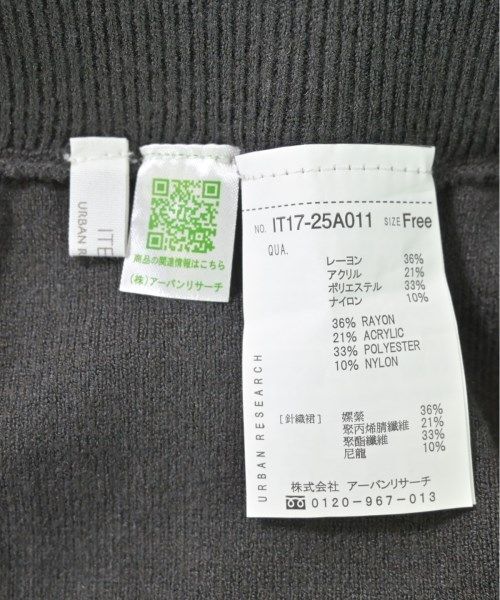 ITE
URBAN R
商品の関連情報はこちら
(株)アーバンリサーチ
NO. IT17-25A011 SIZE Free
QUA.
レーヨン 36%
アクリル 21%
ポリエステル 33%
ナイロン 10%
36% RAYON
21% ACRYLIC
33% POLYESTER
10% NYLON
[針織裙] 嫘縈 36%
聚丙烯腈纖維 21%
聚酯纖維 33%
尼龍 10%
URBAN RESEARCH
株式会社 アーバンリサーチ
0120-967-013